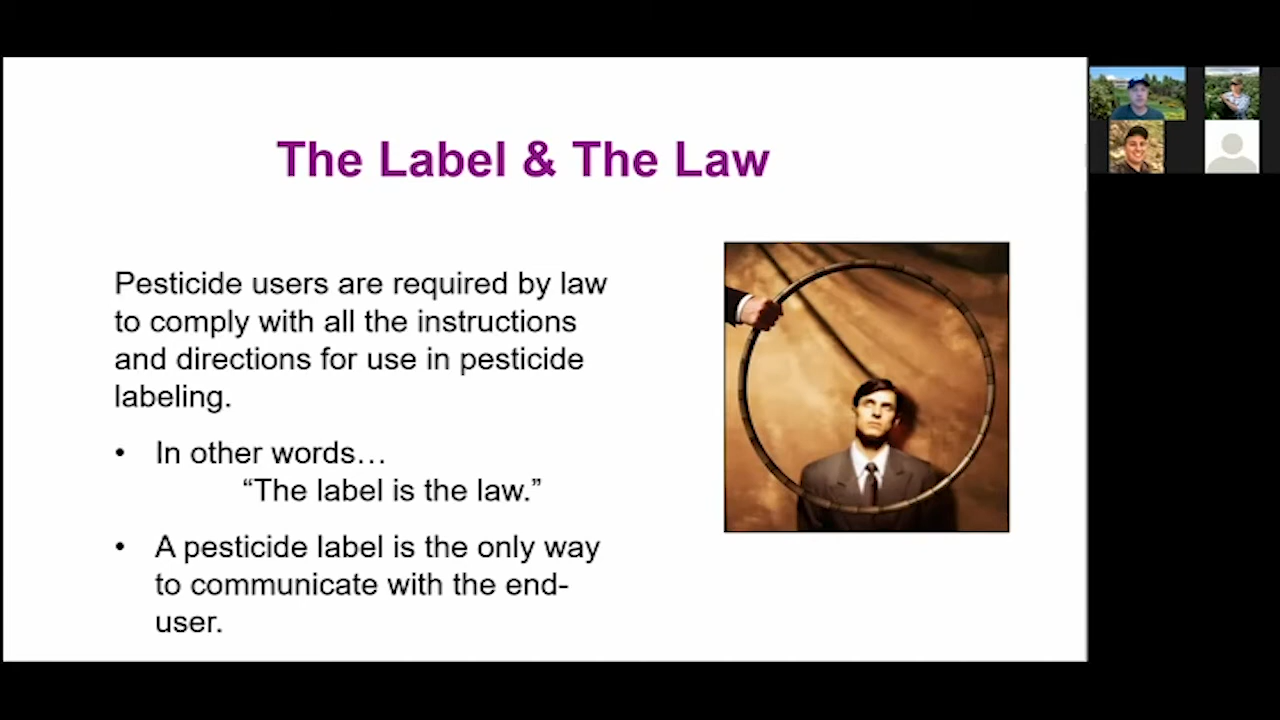 The Label & The Law
Pesticide users are required by law
to comply with all the instructions
and directions for use in pesticide
labeling.
• In other words…
“The label is the law.”
• A pesticide label is the only way
to communicate with the end-
user.